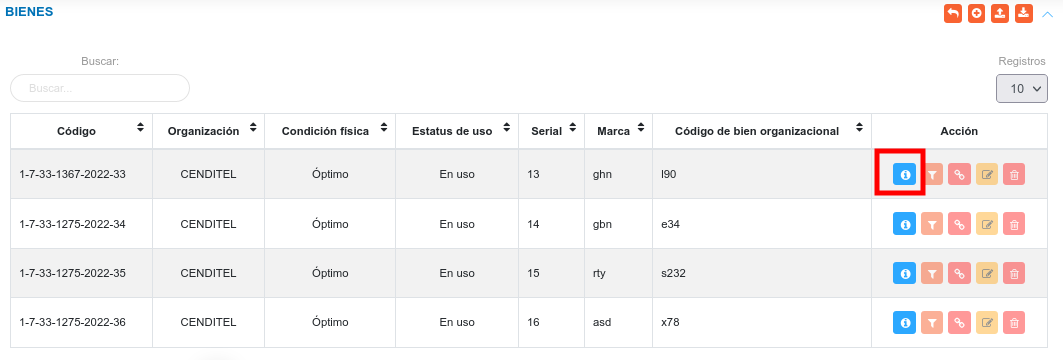 BIENES
Buscar:
Registros
Buscar...
10
Código Organización Condición física Estatus de uso Serial Marca Código de bien organizacional Acción
1-7-33-1367-2022-33 CENDITEL Óptimo En uso 13 ghn l90
1-7-33-1275-2022-34 CENDITEL Óptimo En uso 14 gbn e34
1-7-33-1275-2022-35 CENDITEL Óptimo En uso 15 rty s232
1-7-33-1275-2022-36 CENDITEL Óptimo En uso 16 asd x78